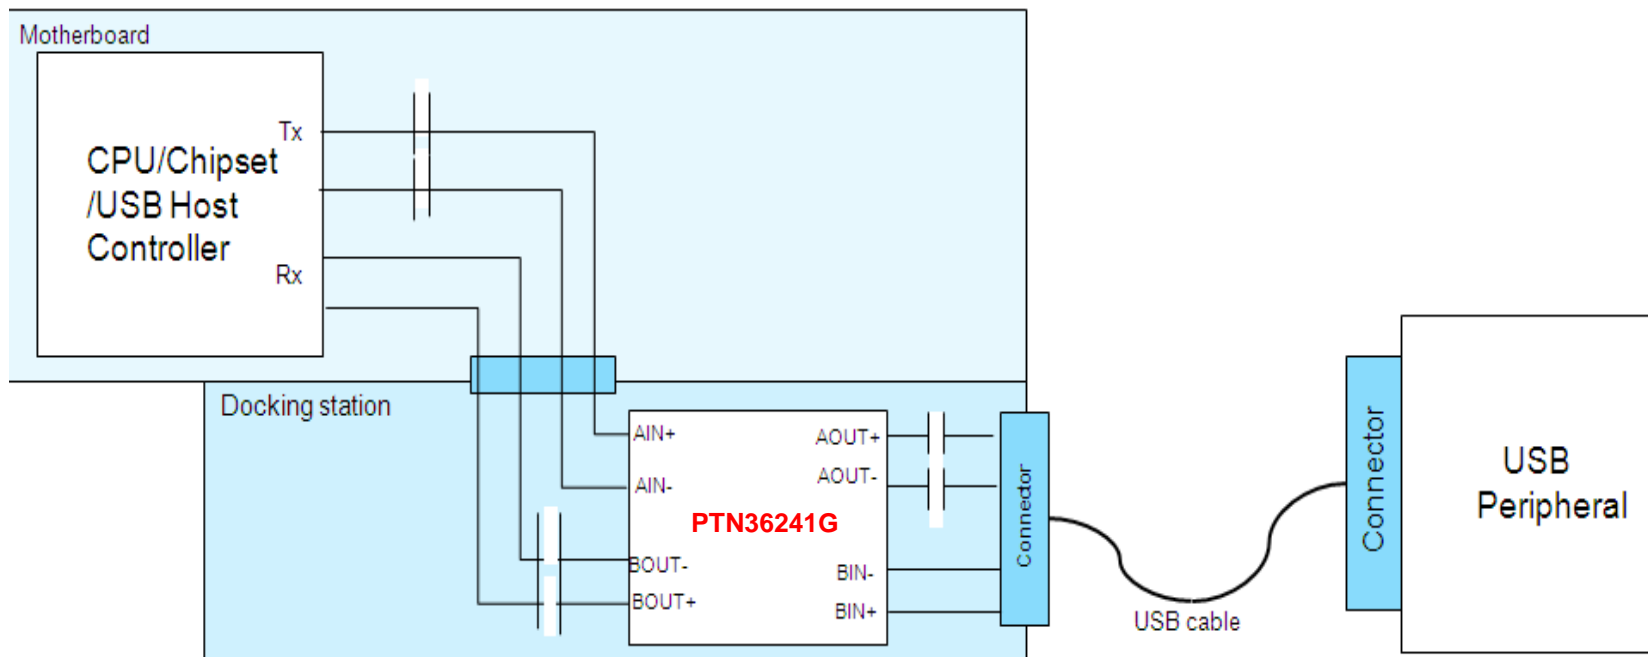 Motherboard
Tx
CPU/Chipset
/USB Host
Controller
Rx
Docking station
AIN+
AOUT+
AIN-
AOUT-
PTN36241G
BOUT-
BIN-
BOUT+
BIN+
Connector
USB cable
Connector
USB
Peripheral